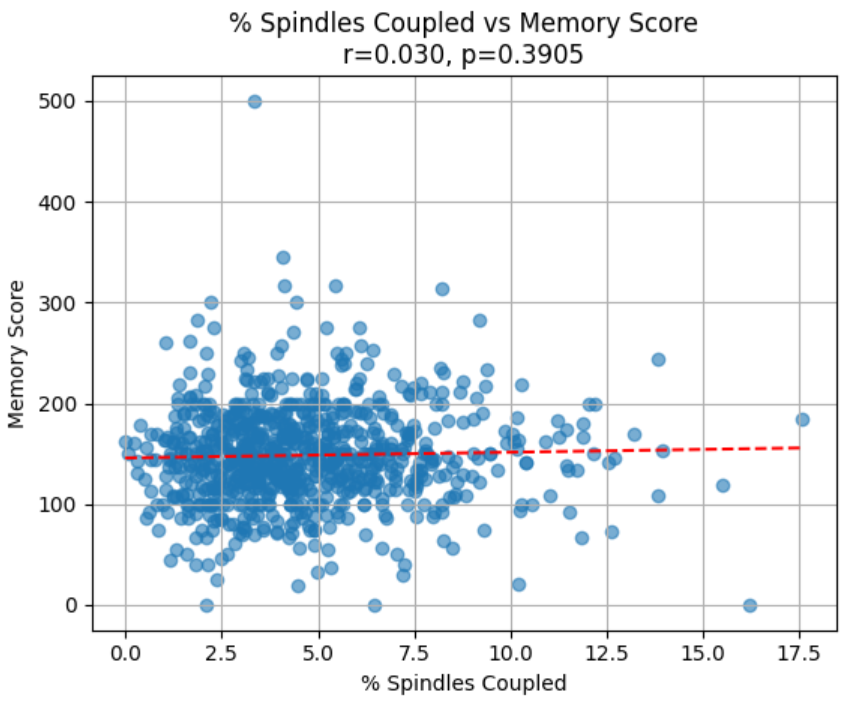 % Spindles Coupled vs Memory Score
r=0.030, p=0.3905
500
400
300
200
100
0
Memory Score
0.0 2.5 5.0 7.5 10.0 12.5 15.0 17.5
% Spindles Coupled